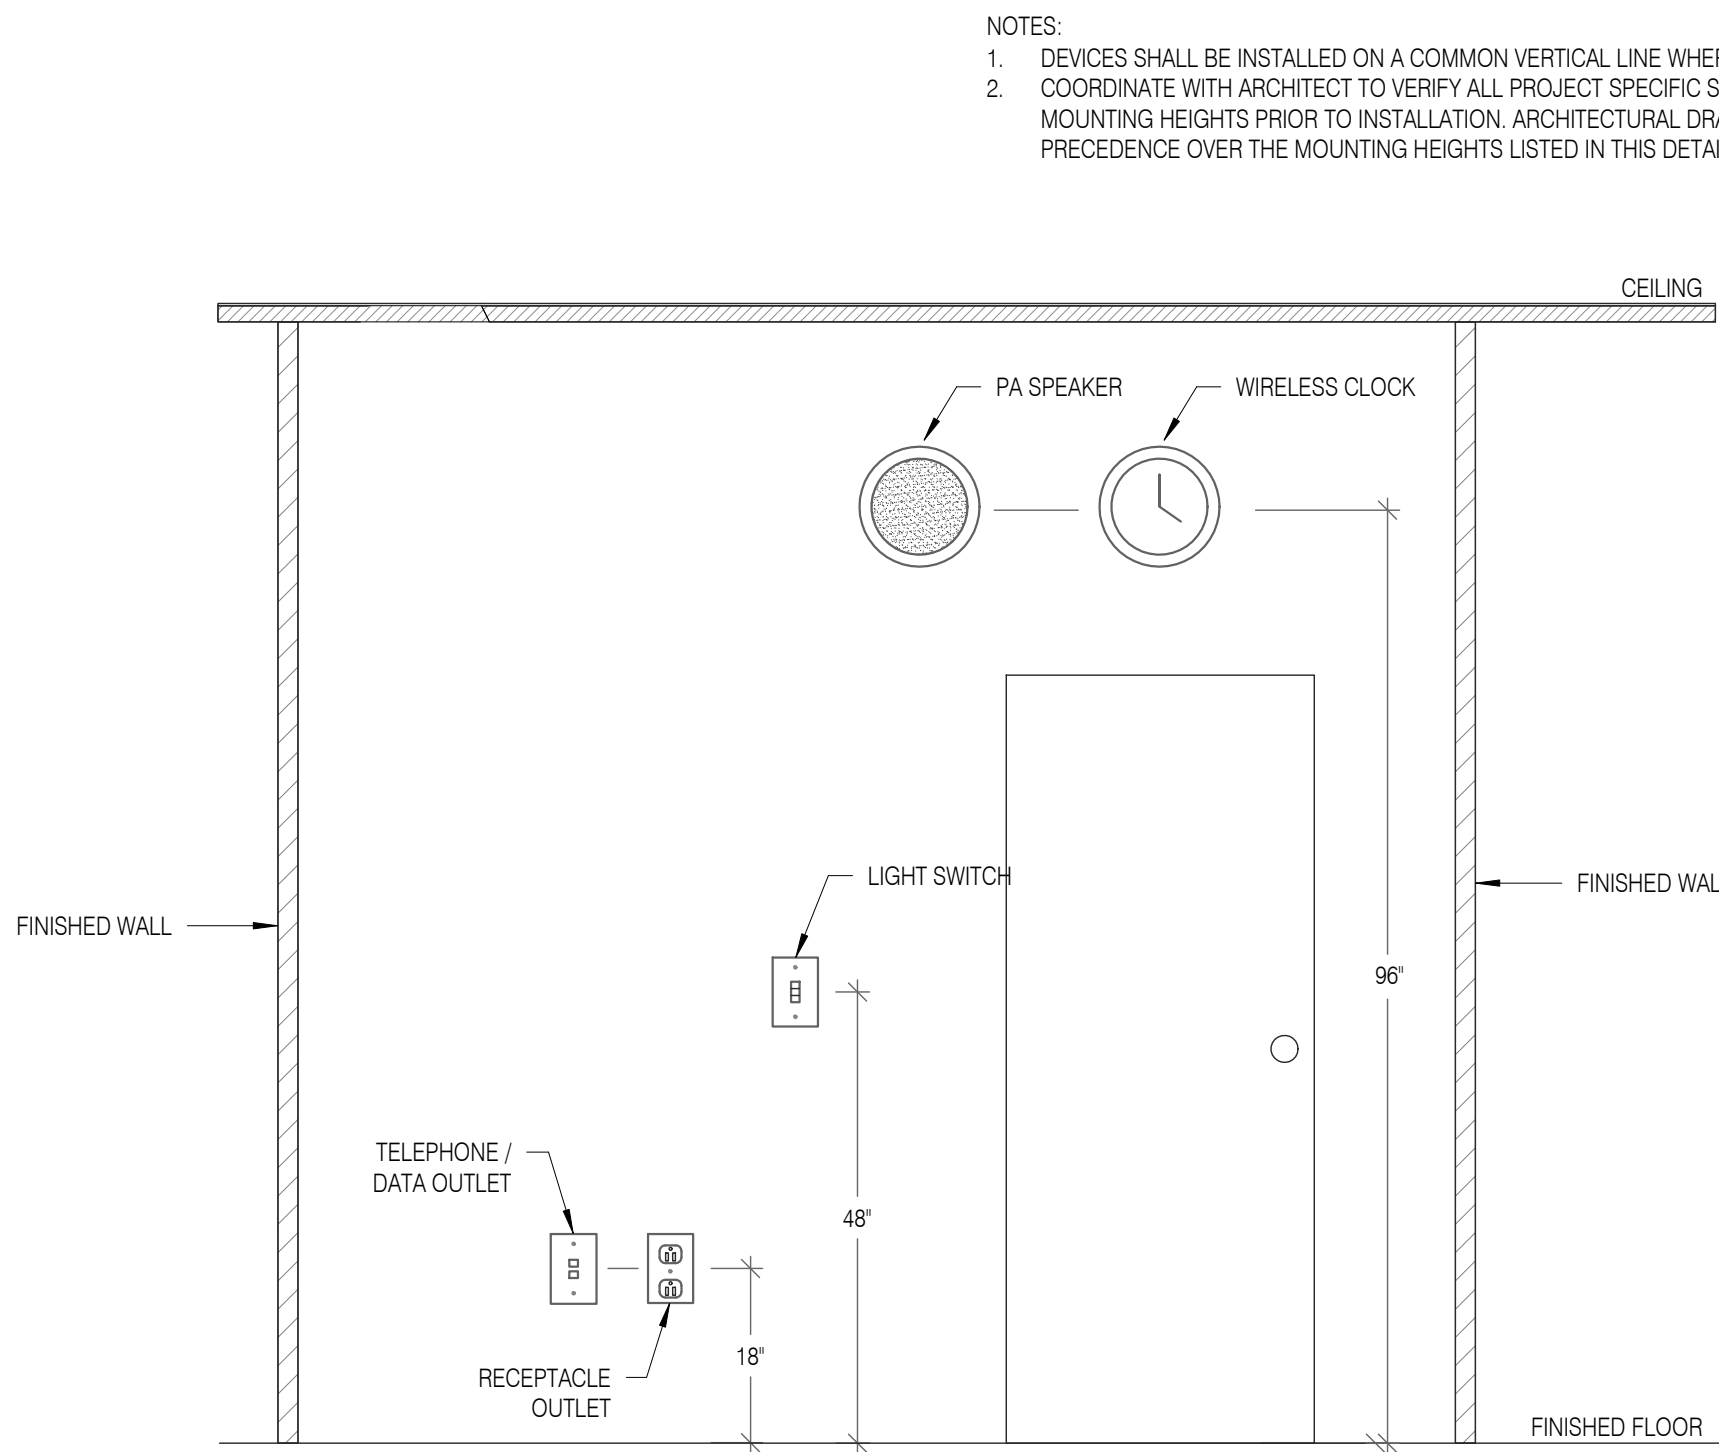 NOTES:
1. DEVICES SHALL BE INSTALLED ON A COMMON VERTICAL LINE
2. COORDINATE WITH ARCHITECT TO VERIFY ALL PROJECT SPECIFIC
MOUNTING HEIGHTS PRIOR TO INSTALLATION. ARCHITECTURAL
PRECEDENCE OVER THE MOUNTING HEIGHTS LISTED IN THIS
CEILING
PA SPEAKER
WIRELESS CLOCK
LIGHT SWITCH
FINISHED WALL
FINISHED
96"
TELEPHONE /
DATA OUTLET
48"
18"
RECEPTACLE
OUTLET
FINISHED FLOOR